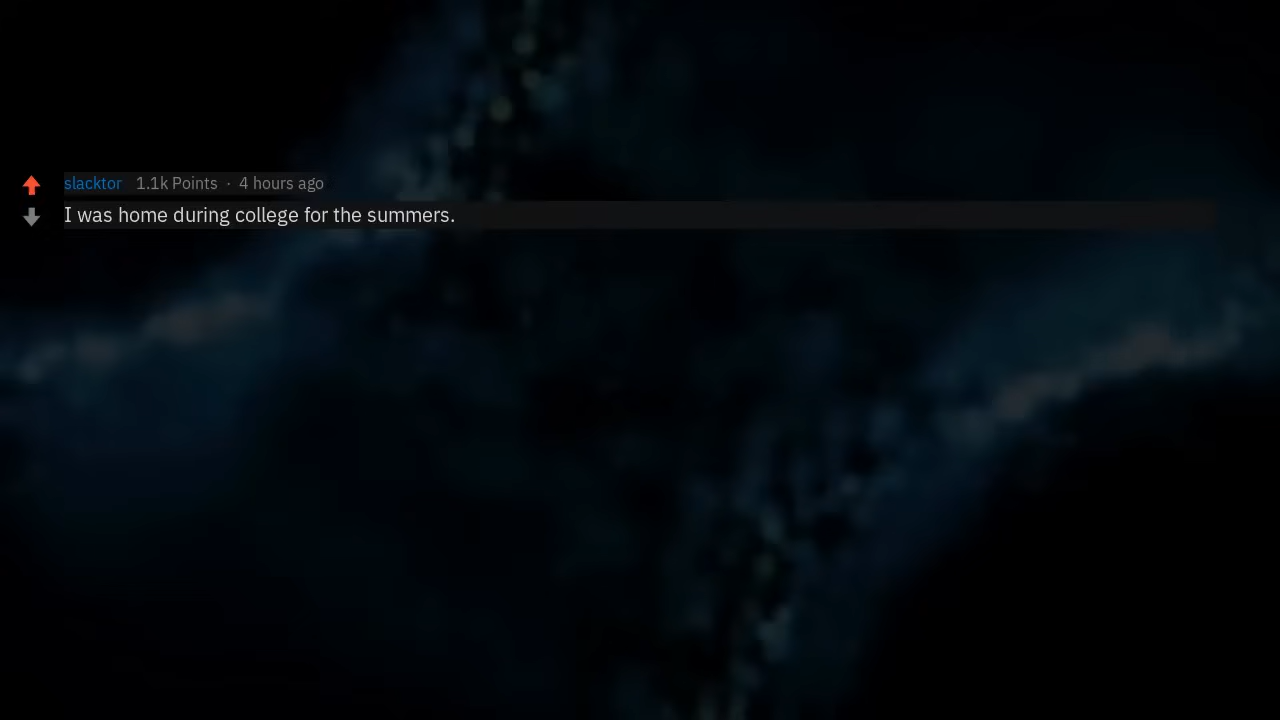 slacktor 1.1k Points · 4 hours ago
I was home during college for the summers.